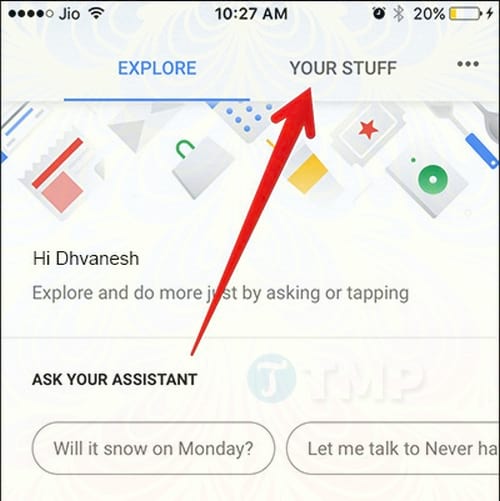 Jio 10:27 AM 20%
EXPLORE YOUR STUFF
Hi Dhvanesh
Explore and do more just by asking or tapping
ASK YOUR ASSISTANT
TMP
Will it snow on Monday? Let me talk to Never ha